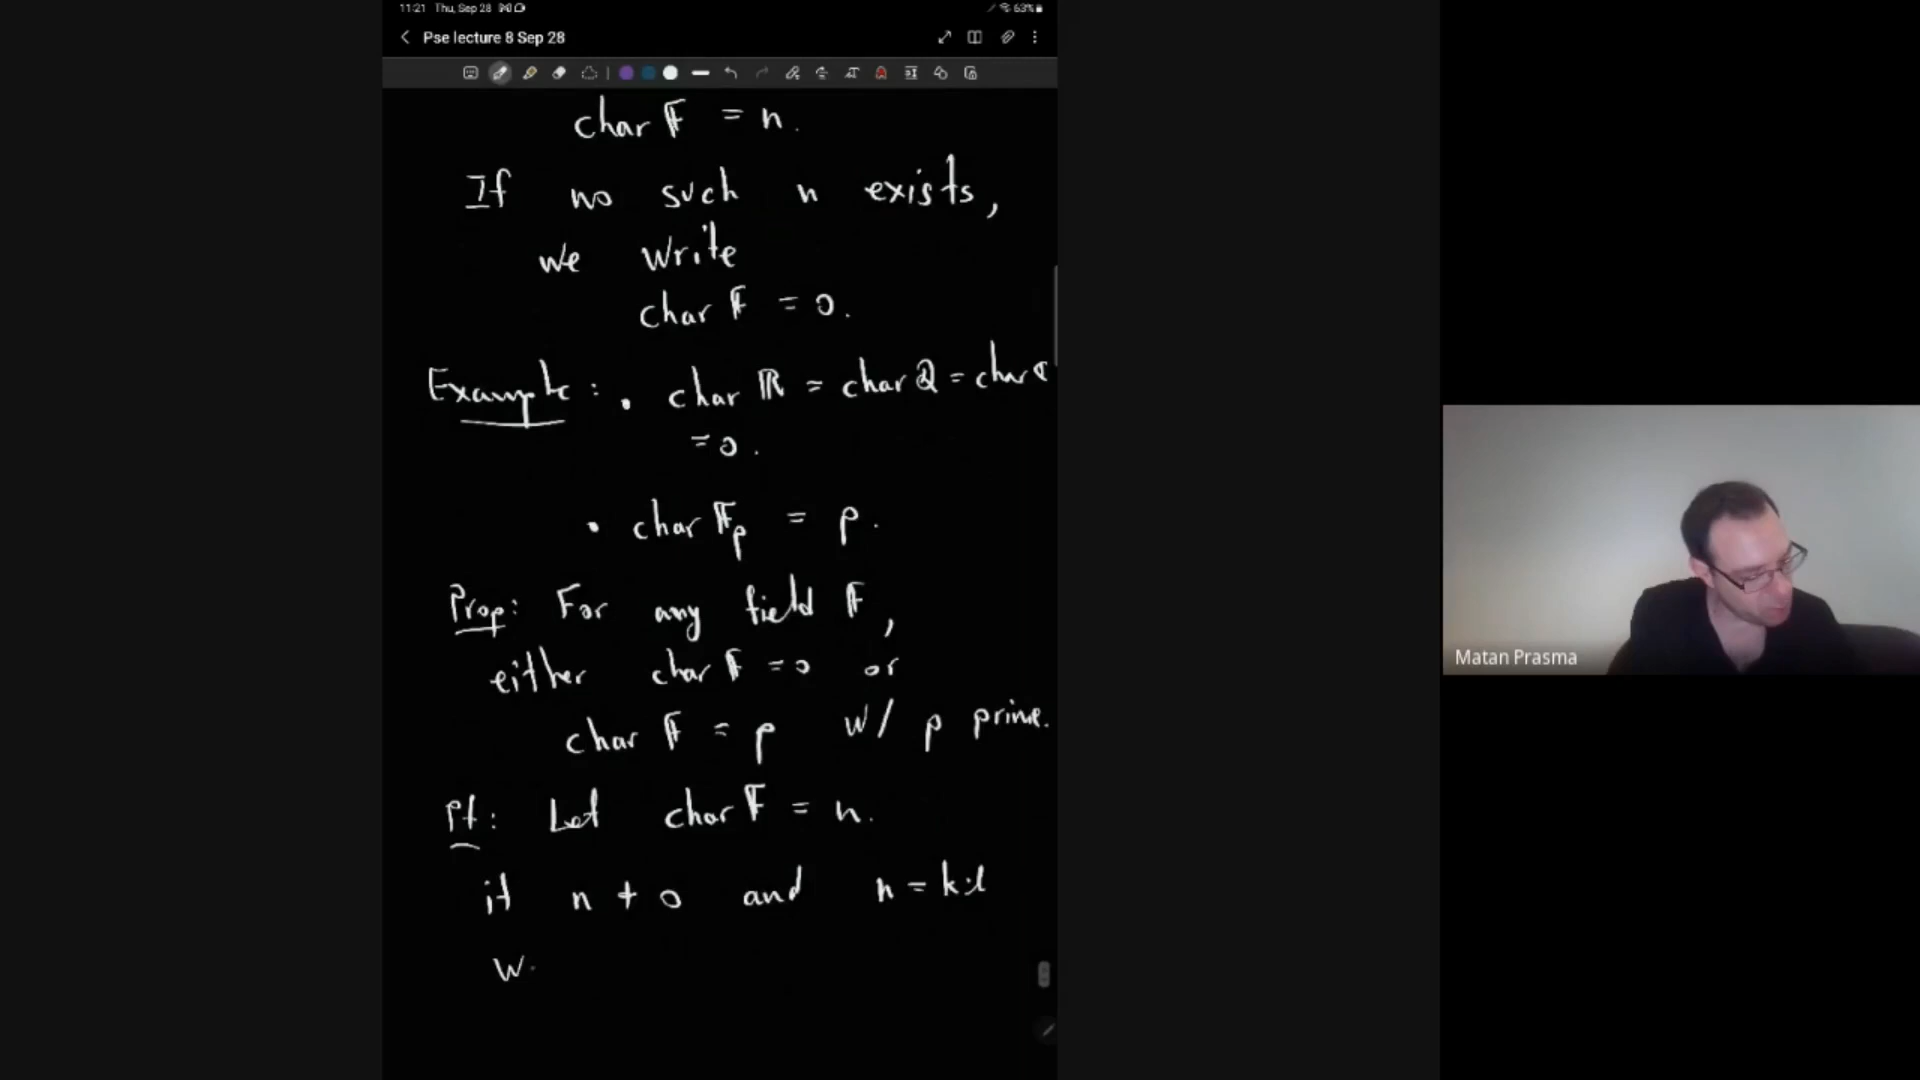 11:21 Thu, Sep 28
63%
Pse lecture 8 Sep 28
char 𝔽 = n.
If no such n exists,
we write
char 𝔽 = 0.
Example: • char ℝ = char ℚ = char ℂ
= 0.
• char 𝔽p = p.
Prop: For any field 𝔽,
either char 𝔽 = 0 or
char 𝔽 = p w/ p prime.
Pf: Let char 𝔽 = n.
if n ≠ 0 and n = k·l
w
Matan Prasma